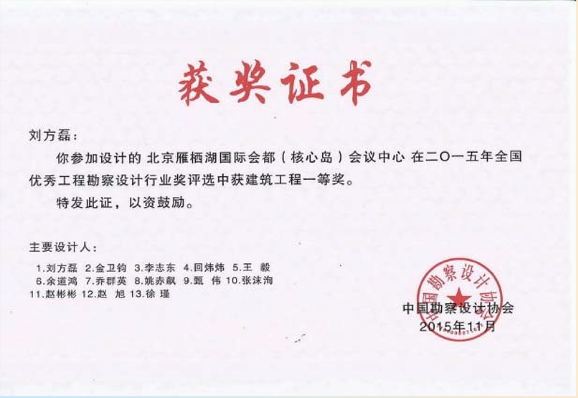 获奖证书
刘方磊：
你参加设计的 北京雁栖湖国际会都（核心岛）会议中心 在二〇一五年全国
优秀工程勘察设计行业奖评选中获建筑工程一等奖。
特发此证，以资鼓励。
主要设计人：
1.刘方磊 2.金卫钧 3.李志东 4.回炜炜 5.王 毅
6.余道鸿 7.乔群英 8.姚赤飙 9.甄 伟 10.张沫洵
11.赵彬彬 12.赵 旭 13.徐 瑾
中国勘察设计协会
中国勘察设计协会
2015年11月